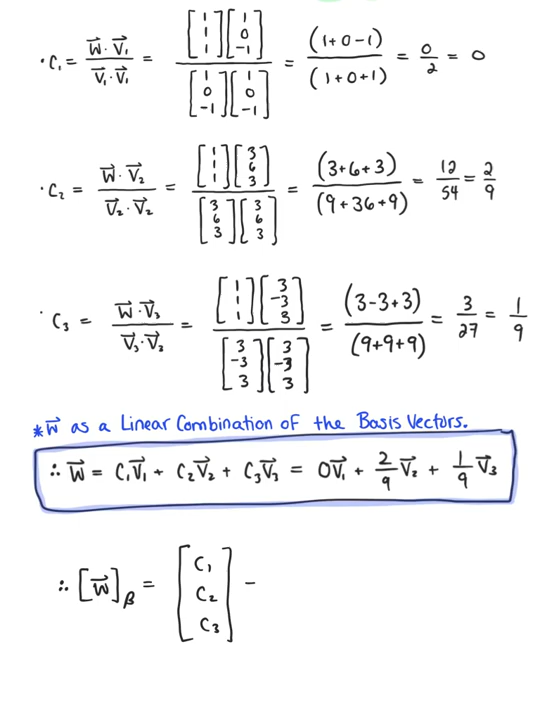 · C₁ = W⃗·V⃗₁ / V⃗₁·V⃗₁ = [1 1 1][1 0 -1] / [1 0 -1][1 0 -1] = (1+0-1) / (1+0+1) = 0/2 = 0
· C₂ = W⃗·V⃗₂ / V⃗₂·V⃗₂ = [1 1 1][3 6 3] / [3 6 3][3 6 3] = (3+6+3) / (9+36+9) = 12/54 = 2/9
· C₃ = W⃗·V⃗₃ / V⃗₃·V⃗₃ = [1 1 1][3 -3 3] / [3 -3 3][3 -3 3] = (3-3+3) / (9+9+9) = 3/27 = 1/9
*W⃗ as a Linear Combination of the Basis Vectors.
∴ W⃗ = C₁V⃗₁ + C₂V⃗₂ + C₃V⃗₃ = 0V⃗₁ + 2/9 V⃗₂ + 1/9 V⃗₃
∴ [W⃗]β = [C₁ C₂ C₃] -